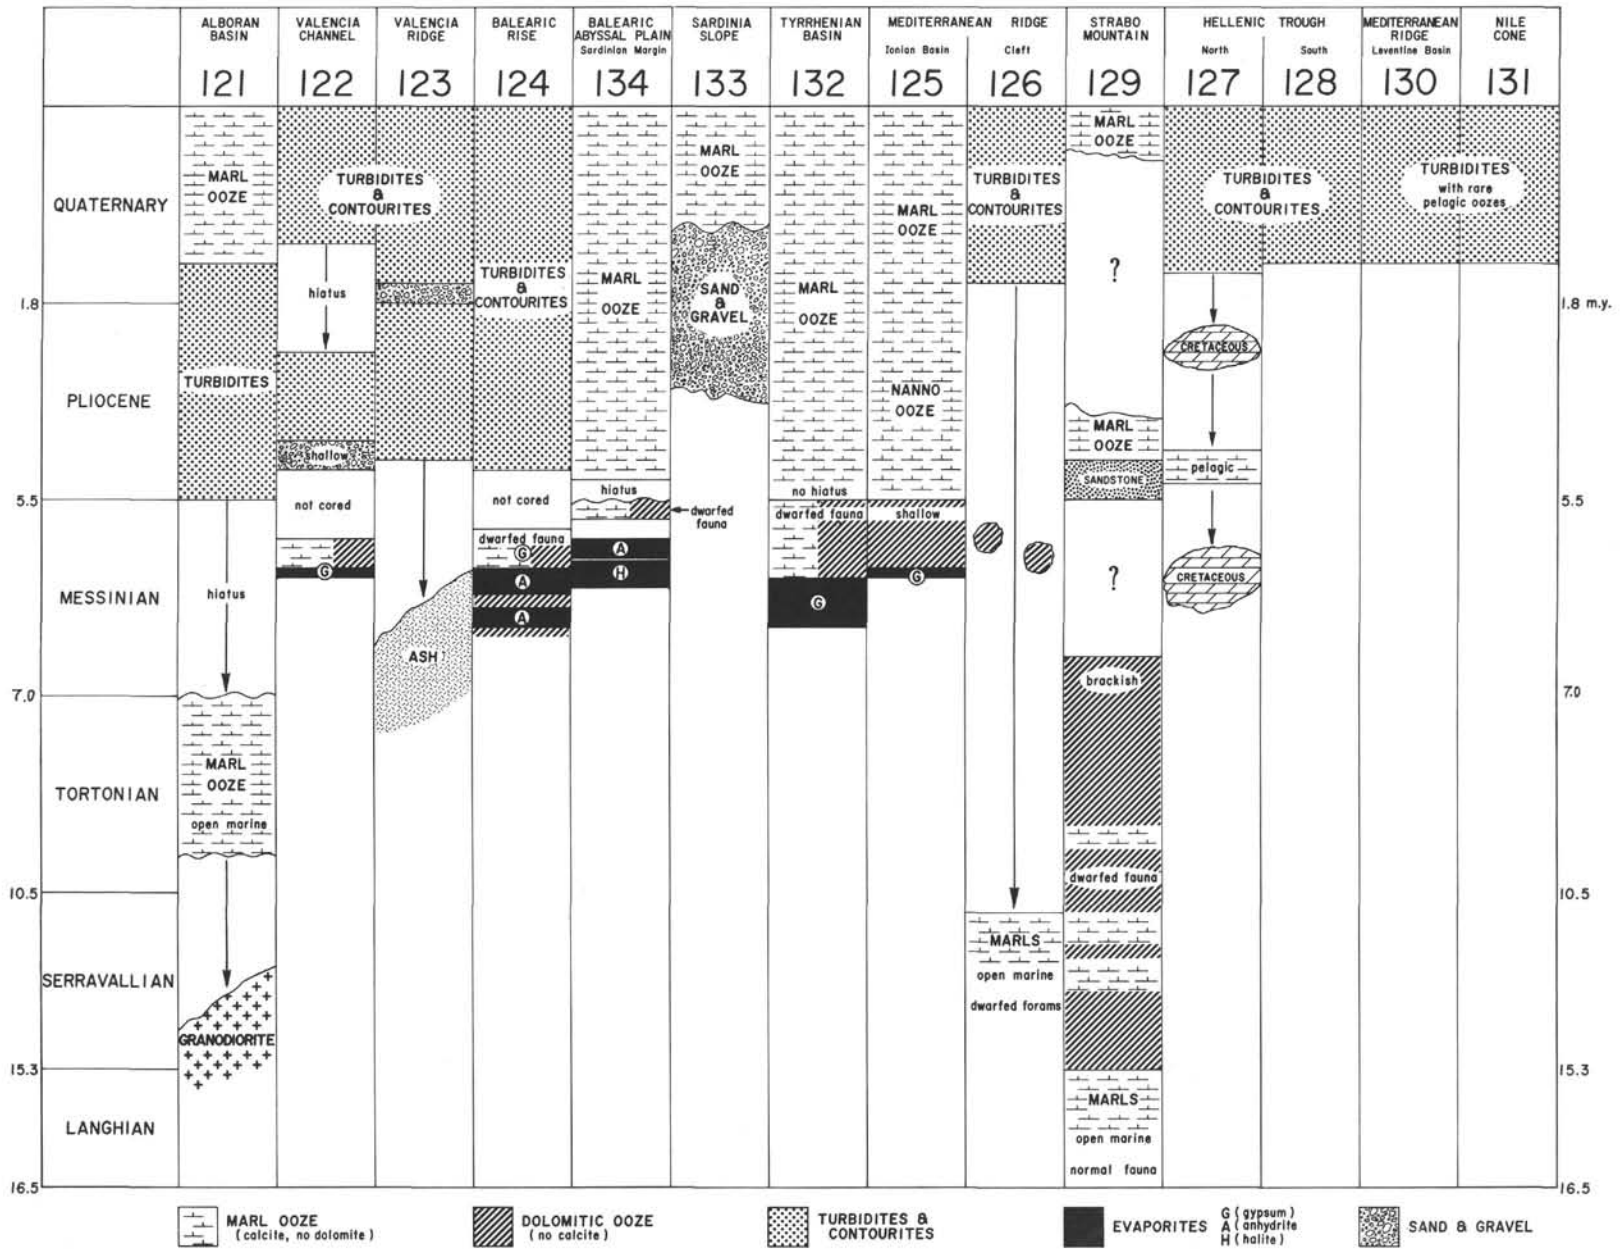 ALBORAN
BASIN
121
VALENCIA
CHANNEL
122
VALENCIA
RIDGE
123
BALEARIC
RISE
124
BALEARIC
ABYSSAL PLAIN
Sardinian Margin
134
SARDINIA
SLOPE
133
TYRRHENIAN
BASIN
132
MEDITERRANEAN RIDGE
Ionian Basin
125
Cleft
126
STRABO
MOUNTAIN
129
HELLENIC TROUGH
North
127
South
128
MEDITERRANEAN
RIDGE
Leventine Basin
130
NILE
CONE
131
QUATERNARY
1.8
PLIOCENE
5.5
MESSINIAN
7.0
TORTONIAN
10.5
SERRAVALLIAN
15.3
LANGHIAN
16.5
MARL
OOZE
TURBIDITES
hiatus
MARL
OOZE
open marine
GRANODIORITE
TURBIDITES
&
CONTOURITES
hiatus
shallow
not cored
G
ASH
TURBIDITES
&
CONTOURITES
not cored
dwarfed fauna
G
A
A
MARL
OOZE
hiatus
A
H
MARL
OOZE
SAND
&
GRAVEL
dwarfed
fauna
MARL
OOZE
no hiatus
dwarfed fauna
G
MARL
OOZE
NANNO
OOZE
shallow
G
TURBIDITES
&
CONTOURITES
MARLS
open marine
dwarfed forams
MARL
OOZE
?
MARL
OOZE
SANDSTONE
?
brackish
dwarfed fauna
MARLS
open marine
normal fauna
TURBIDITES
&
CONTOURITES
CRETACEOUS
pelagic
CRETACEOUS
TURBIDITES
with rare
pelagic oozes
1.8 m.y.
5.5
7.0
10.5
15.3
16.5
MARL OOZE
(calcite, no dolomite)
DOLOMITIC OOZE
(no calcite)
TURBIDITES &
CONTOURITES
EVAPORITES
G (gypsum)
A (anhydrite
H (halite)
SAND & GRAVEL